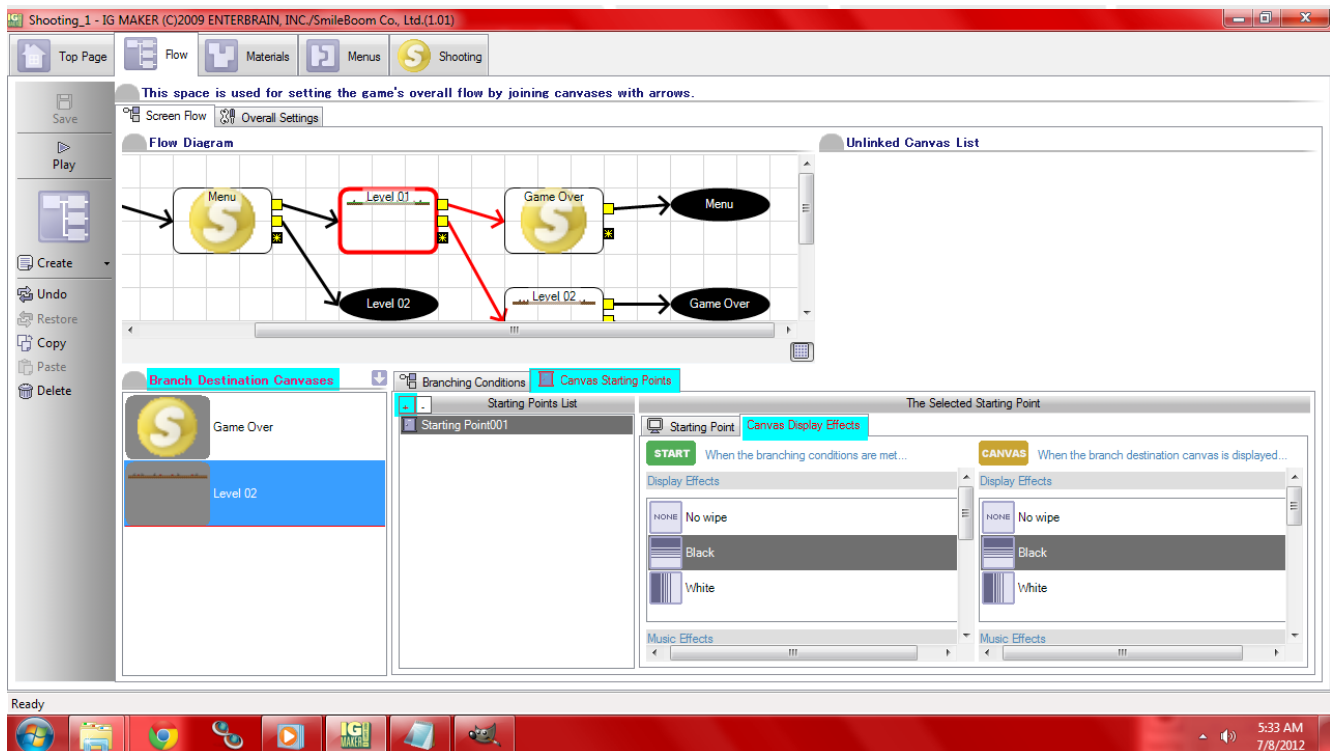 Shooting_1 - IG MAKER (C)2009 ENTERBRAIN, INC./SmileBoom Co., Ltd.(1.01)
Top Page
Flow
Materials
Menus
Shooting
This space is used for setting the game's overall flow by joining canvases with arrows.
Save
Play
Create
Undo
Restore
Copy
Paste
Delete
Screen Flow
Overall Settings
Flow Diagram
Unlinked Canvas List
Menu
Level 01
Game Over
Menu
Level 02
Level 02
Game Over
Branch Destination Canvases
Game Over
Level 02
Branching Conditions
Canvas Starting Points
+ -
Starting Points List
Starting Point001
The Selected Starting Point
Starting Point
Canvas Display Effects
START When the branching conditions are met...
Display Effects
NONE No wipe
Black
White
Music Effects
CANVAS When the branch destination canvas is displayed...
Display Effects
NONE No wipe
Black
White
Music Effects
Ready
IG MAKER
5:33 AM
7/8/2012